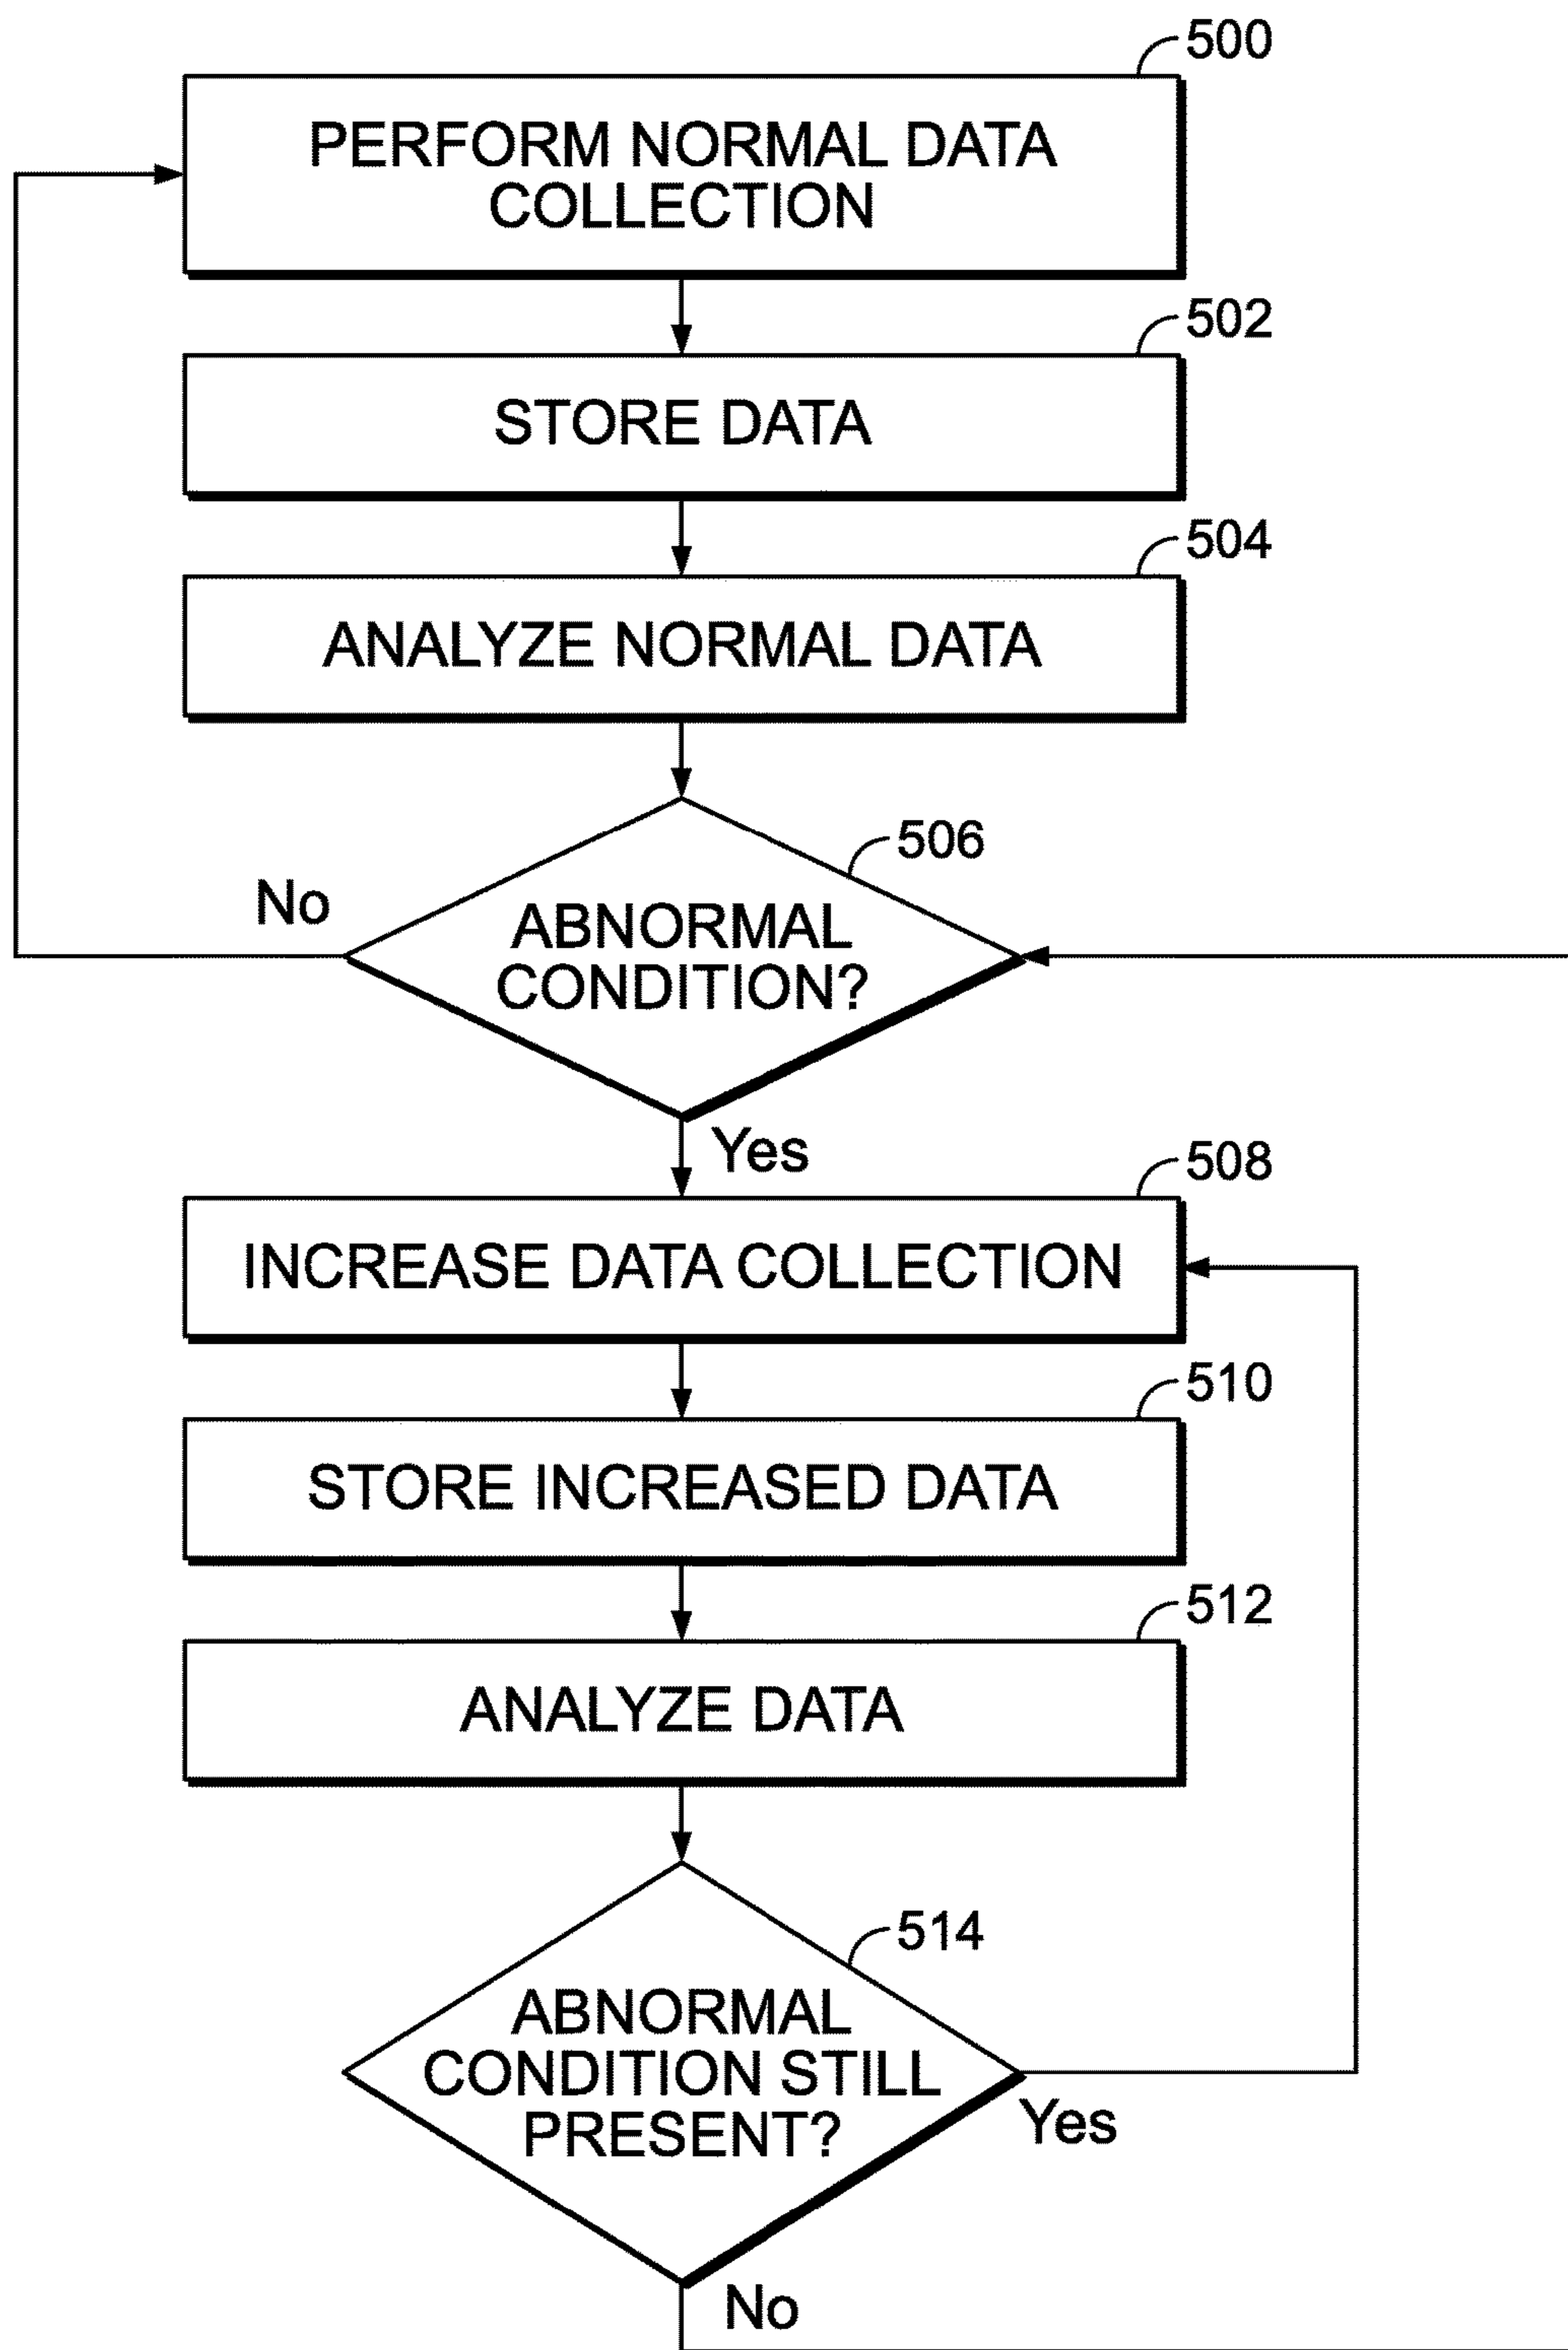 500
PERFORM NORMAL DATA
COLLECTION
502
STORE DATA
504
ANALYZE NORMAL DATA
506
No
ABNORMAL
CONDITION?
Yes
508
INCREASE DATA COLLECTION
510
STORE INCREASED DATA
512
ANALYZE DATA
514
ABNORMAL
CONDITION STILL
PRESENT?
Yes
No